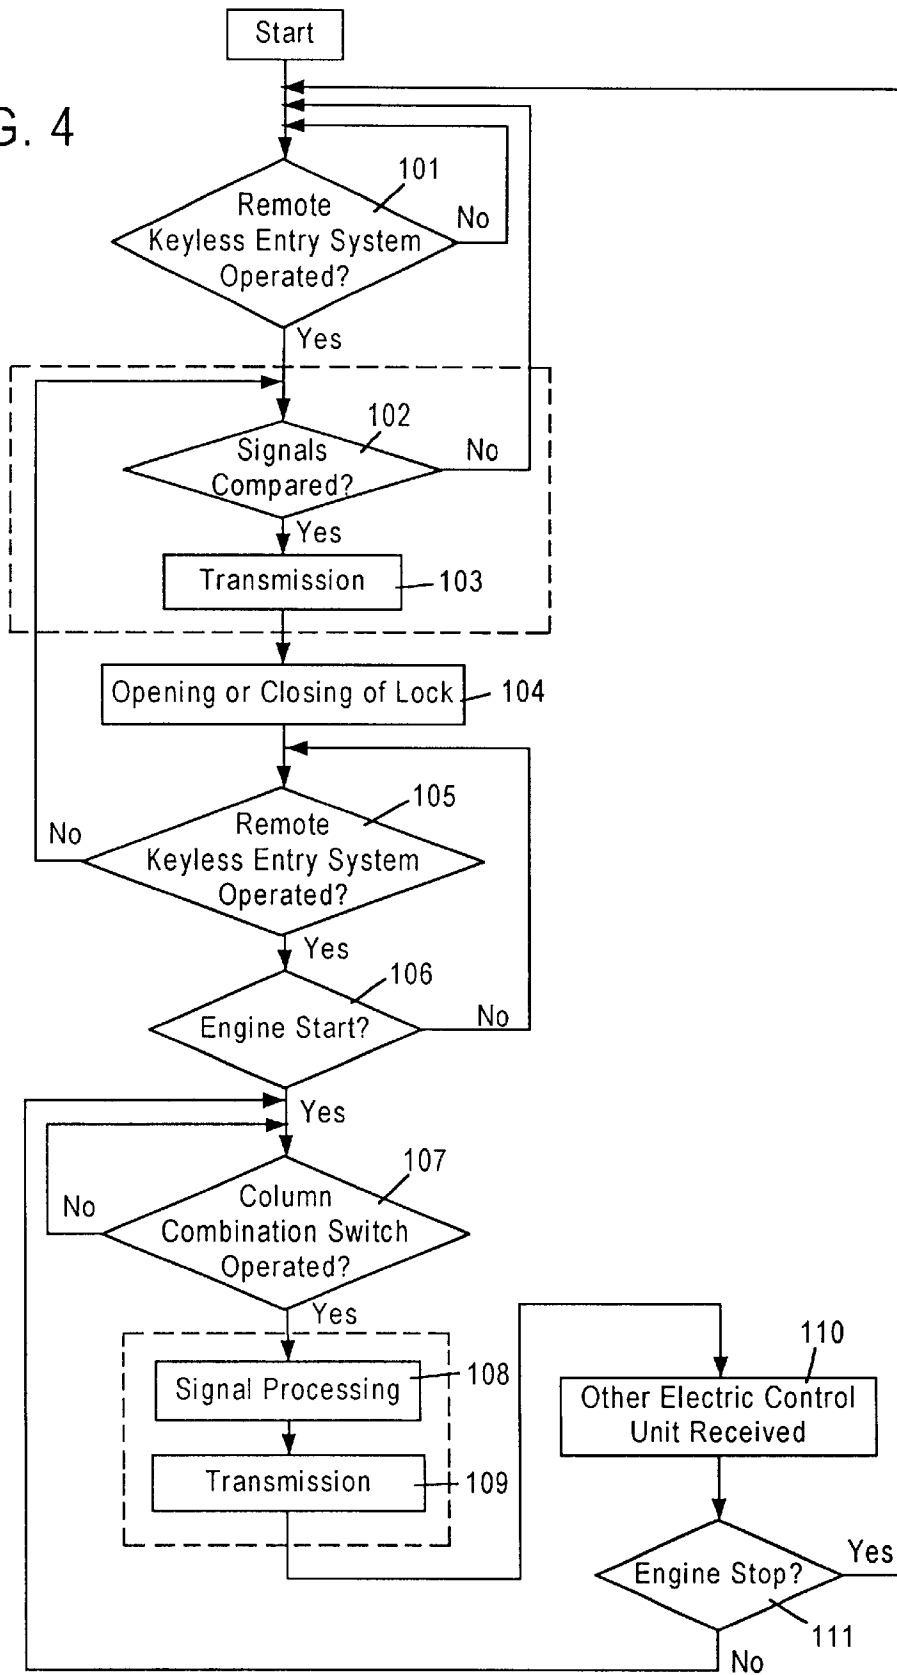 Start
G. 4
101
Remote
Keyless Entry System
Operated?
No
Yes
102
Signals
Compared?
No
Yes
Transmission
103
Opening or Closing of Lock
104
105
Remote
Keyless Entry System
Operated?
No
Yes
106
Engine Start?
No
Yes
107
Column
Combination Switch
Operated?
No
Yes
Signal Processing
108
Transmission
109
110
Other Electric Control
Unit Received
Engine Stop?
Yes
111
No